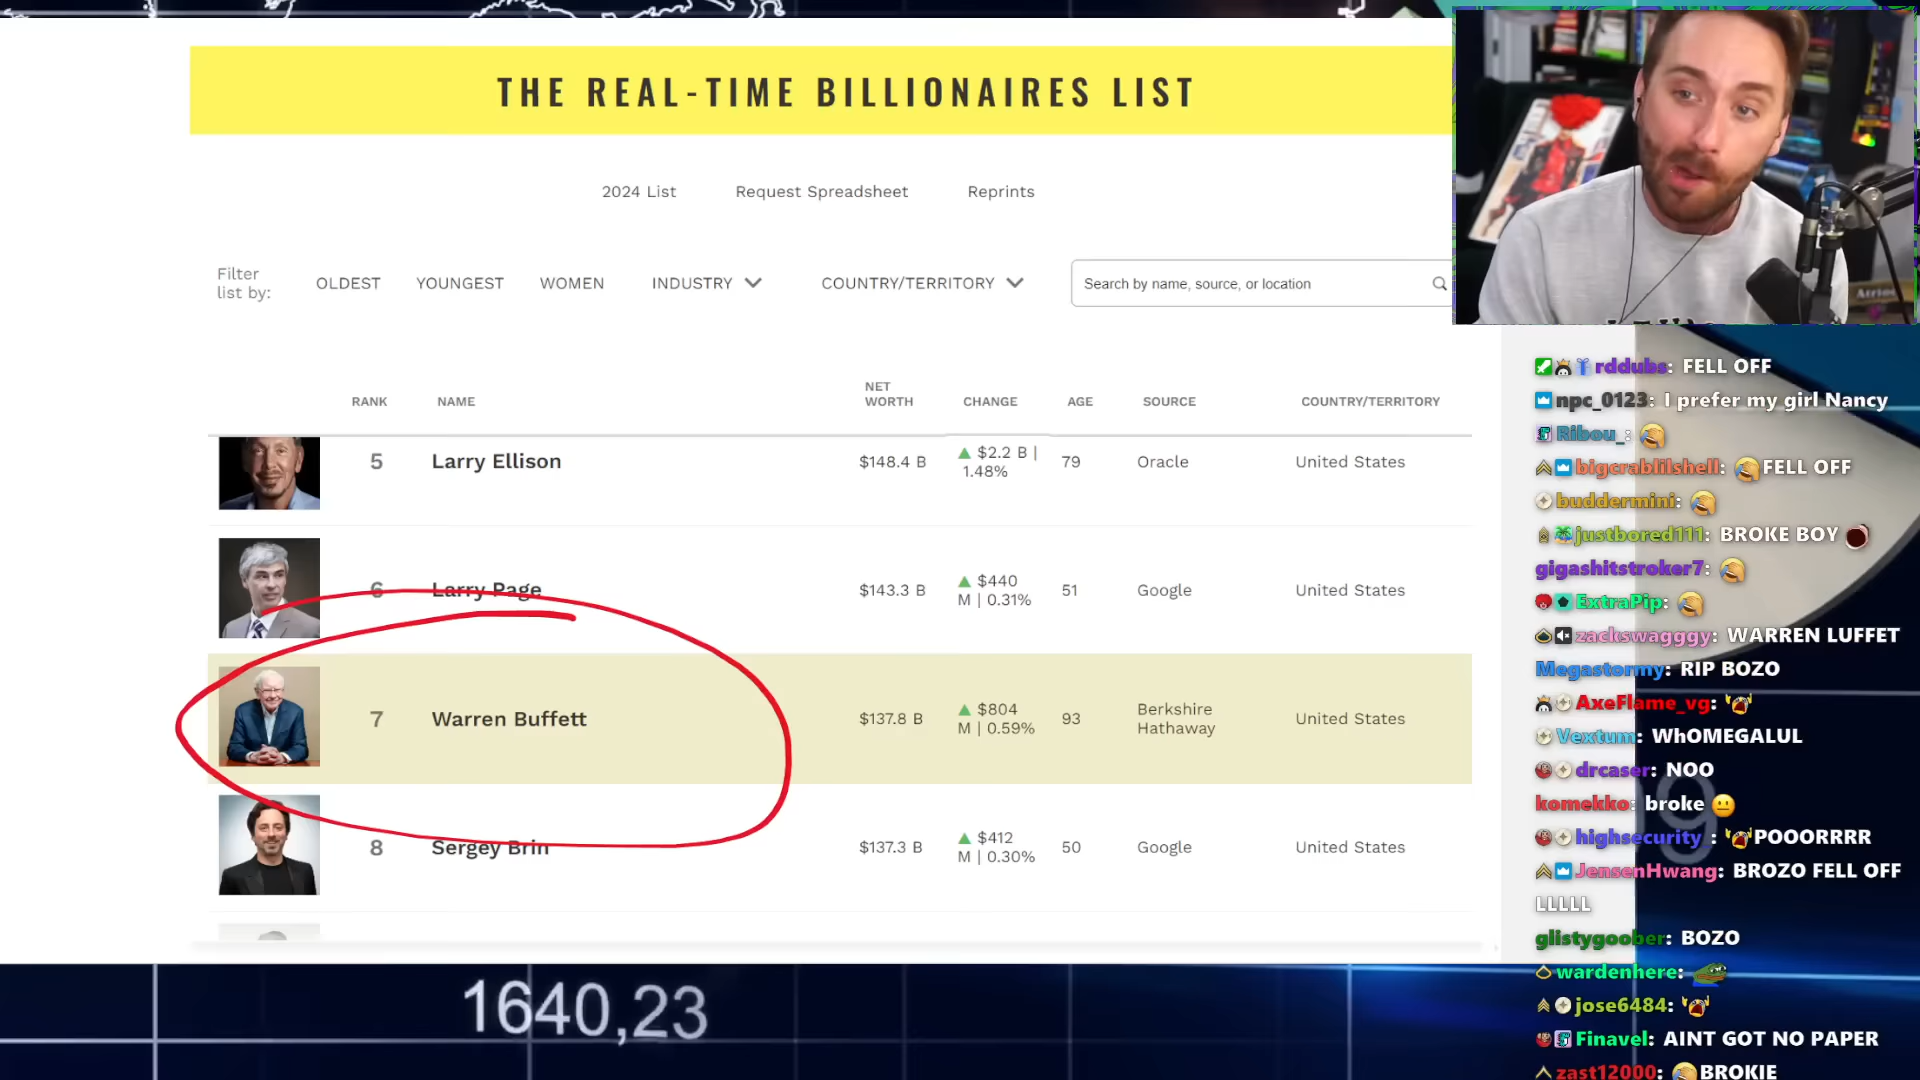 THE REAL-TIME BILLIONAIRES LIST
2024 List Request Spreadsheet Reprints
Filter list by: OLDEST YOUNGEST WOMEN INDUSTRY COUNTRY/TERRITORY Search by name, source, or location
RANK NAME NET WORTH CHANGE AGE SOURCE COUNTRY/TERRITORY
5 Larry Ellison $148.4 B $2.2 B | 1.48% 79 Oracle United States
6 Larry Page $143.3 B $440 M | 0.31% 51 Google United States
7 Warren Buffett $137.8 B $804 M | 0.59% 93 Berkshire Hathaway United States
8 Sergey Brin $137.3 B $412 M | 0.30% 50 Google United States
1640,23
rddubs: FELL OFF
npc_0123: I prefer my girl Nancy
Ribou_:
bigcrablilshell: FELL OFF
buddermini:
justbored111: BROKE BOY
gigashitstroker7:
ExtraPip:
zackswagggy: WARREN LUFFET
Megastormy: RIP BOZO
AxeFlame_vg:
Vextum: WhOMEGALUL
drcaser: NOO
komekko: broke
highsecurity : POOORRRR
JensenHwang: BROZO FELL OFF
LLLLL
glistygoober: BOZO
wardenhere:
jose6484:
Finavel: AINT GOT NO PAPER
zast12000: BROKIE